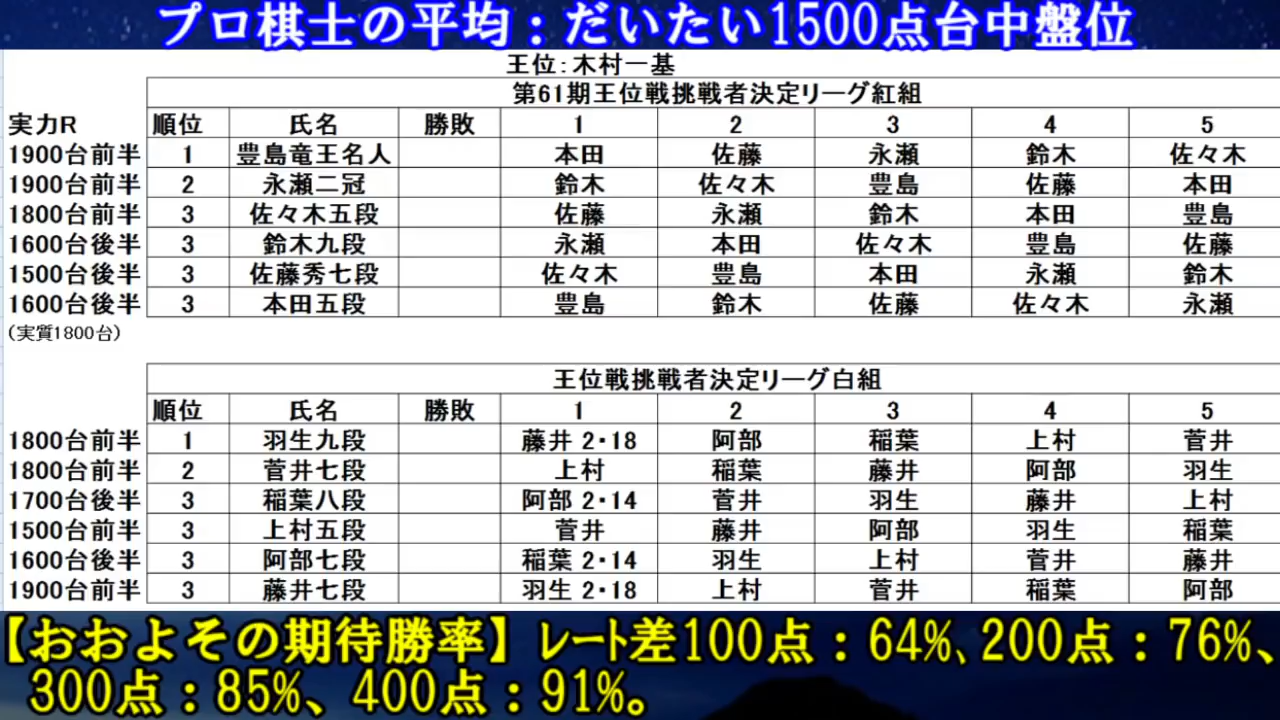 プロ棋士の平均：だいたい1500点台中盤位
王位：木村一基
第61期王位戦挑戦者決定リーグ紅組
実力R 順位 氏名 勝敗 1 2 3 4 5
1900台前半 1 豊島竜王名人 本田 佐藤 永瀬 鈴木 佐々木
1900台前半 2 永瀬二冠 鈴木 佐々木 豊島 佐藤 本田
1800台前半 3 佐々木五段 佐藤 永瀬 鈴木 本田 豊島
1600台後半 3 鈴木九段 永瀬 本田 佐々木 豊島 佐藤
1500台後半 3 佐藤秀七段 佐々木 豊島 本田 永瀬 鈴木
1600台後半 3 本田五段 豊島 鈴木 佐藤 佐々木 永瀬
（実質1800台）
王位戦挑戦者決定リーグ白組
順位 氏名 勝敗 1 2 3 4 5
1800台前半 1 羽生九段 藤井 2・18 阿部 稲葉 上村 菅井
1800台前半 2 菅井七段 上村 稲葉 藤井 阿部 羽生
1700台後半 3 稲葉八段 阿部 2・14 菅井 羽生 藤井 上村
1500台前半 3 上村五段 菅井 藤井 阿部 羽生 稲葉
1600台後半 3 阿部七段 稲葉 2・14 羽生 上村 菅井 藤井
1900台前半 3 藤井七段 羽生 2・18 上村 菅井 稲葉 阿部
【おおよその期待勝率】ﾚｰﾄ差100点：64%、200点：76%、
300点：85%、400点：91%。